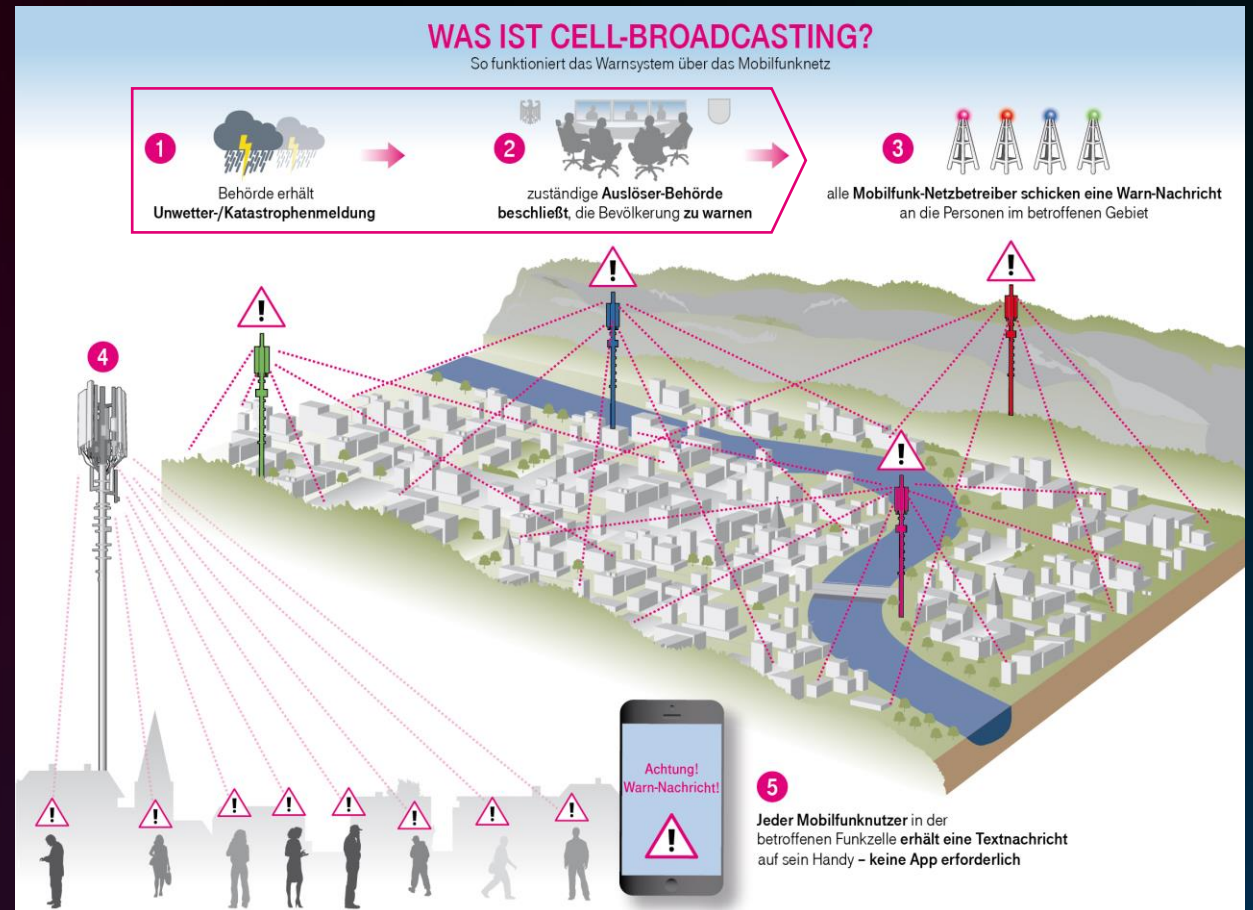 WAS IST CELL-BROADCASTING?
So funktioniert das Warnsystem über das Mobilfunknetz
1
Behörde erhält
Unwetter-/Katastrophenmeldung
2
zuständige Auslöser-Behörde
beschließt, die Bevölkerung zu warnen
3
alle Mobilfunk-Netzbetreiber schicken eine Warn-Nachricht
an die Personen im betroffenen Gebiet
!
!
!
!
4
!
!
!
!
!
!
!
!
Achtung!
Warn-Nachricht!
!
5
Jeder Mobilfunknutzer in der
betroffenen Funkzelle erhält eine Textnachricht
auf sein Handy – keine App erforderlich